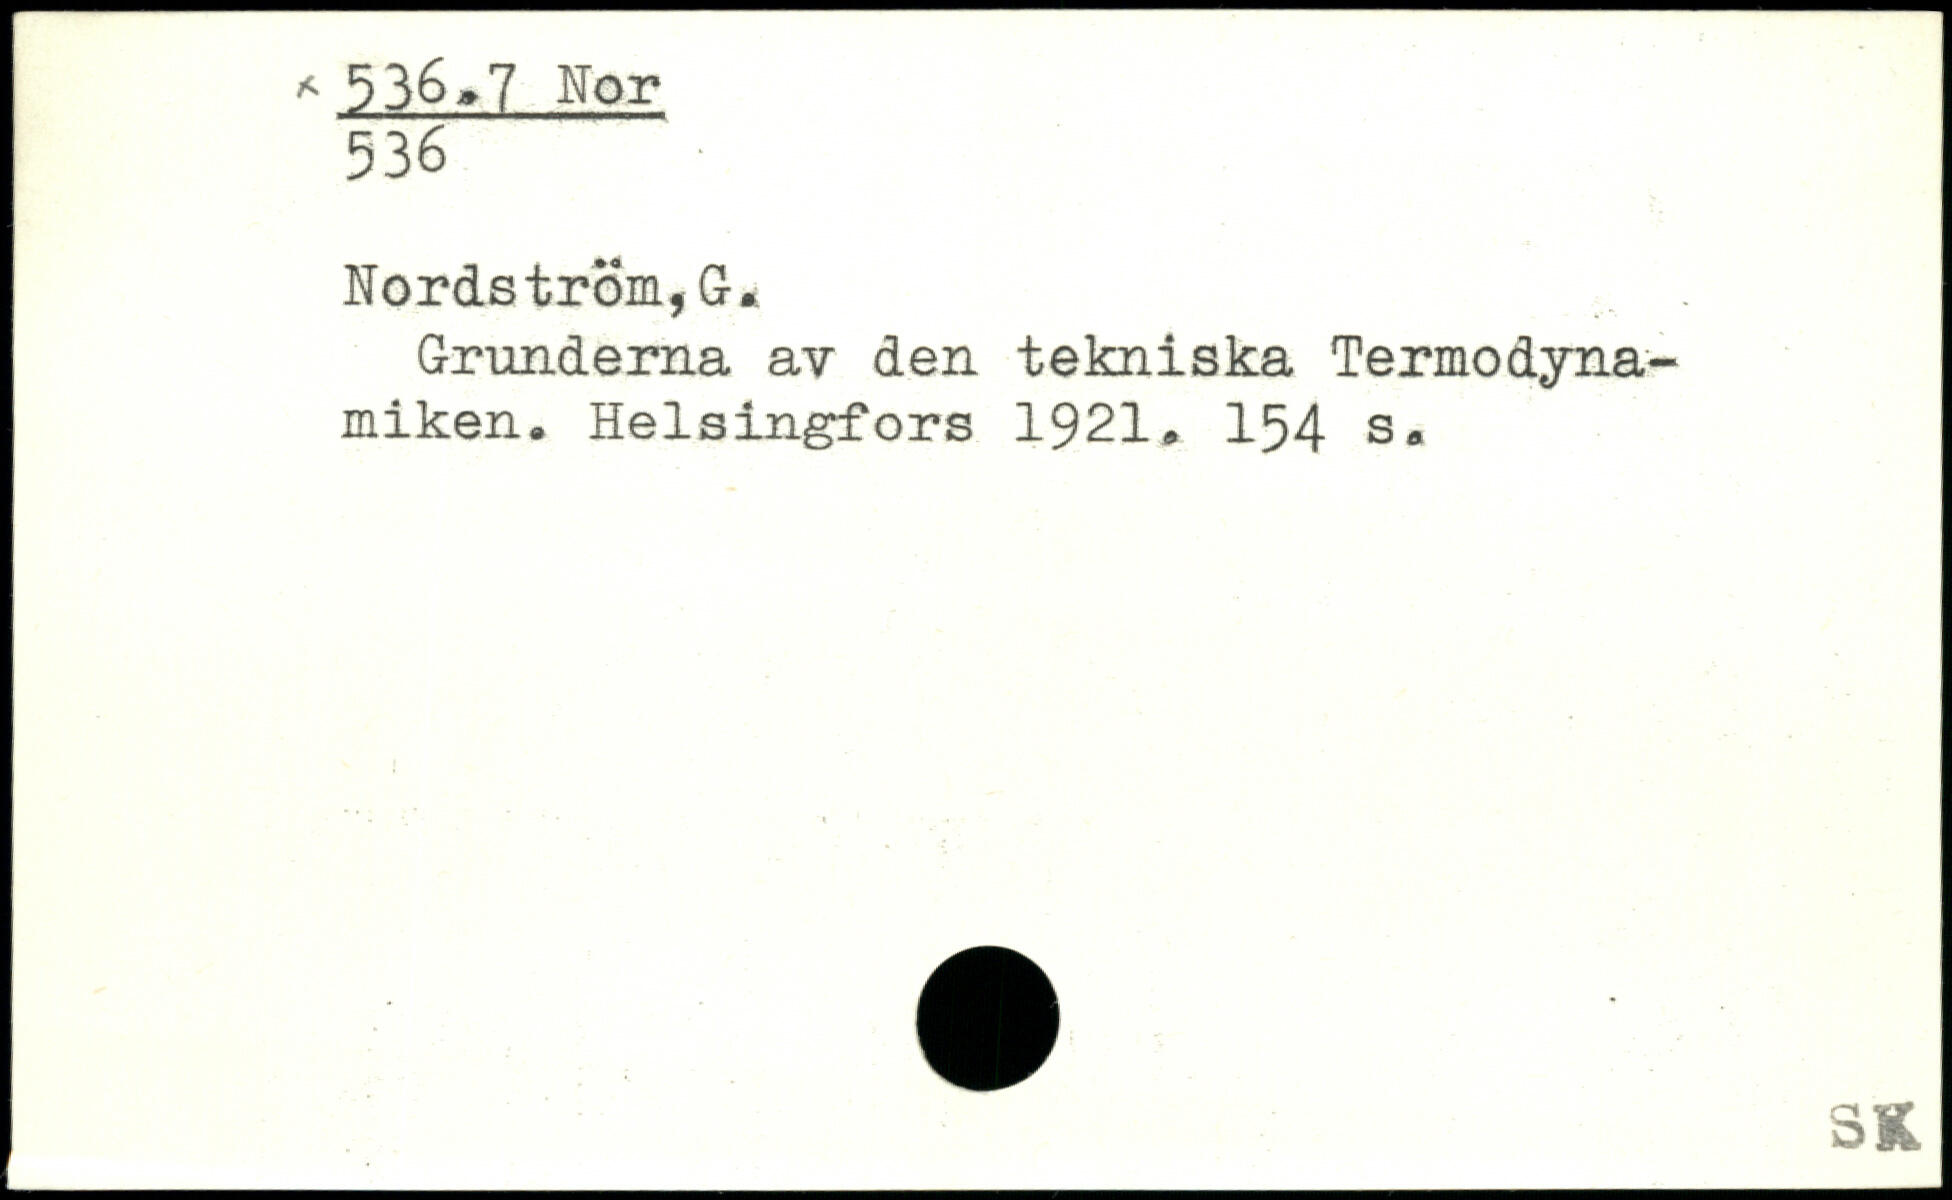 x 536.7 Nor
536
Nordström,G.
Grunderna av den tekniska Termodyna-
miken. Helsingfors 1921. 154 s.
SK